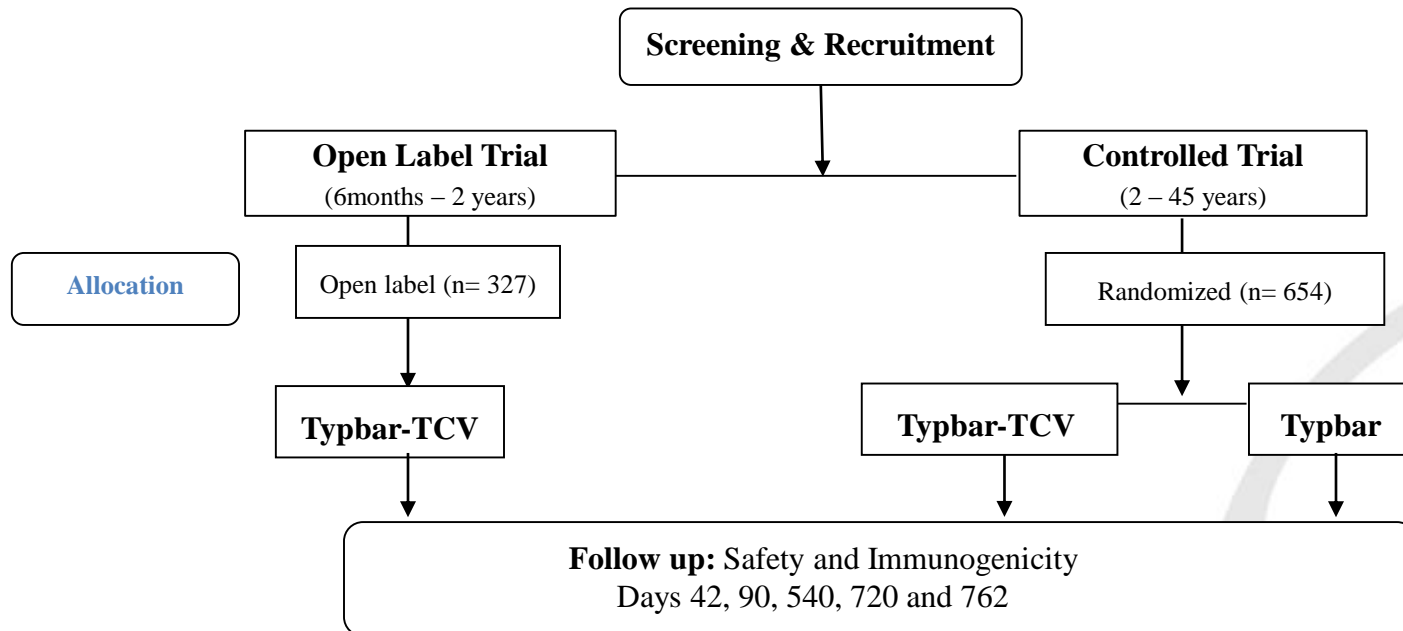 Screening & Recruitment
Open Label Trial
(6months – 2 years)
Controlled Trial
(2 – 45 years)
Allocation
Open label (n= 327)
Randomized (n= 654)
Typbar-TCV
Typbar-TCV
Typbar
Follow up: Safety and Immunogenicity
Days 42, 90, 540, 720 and 762